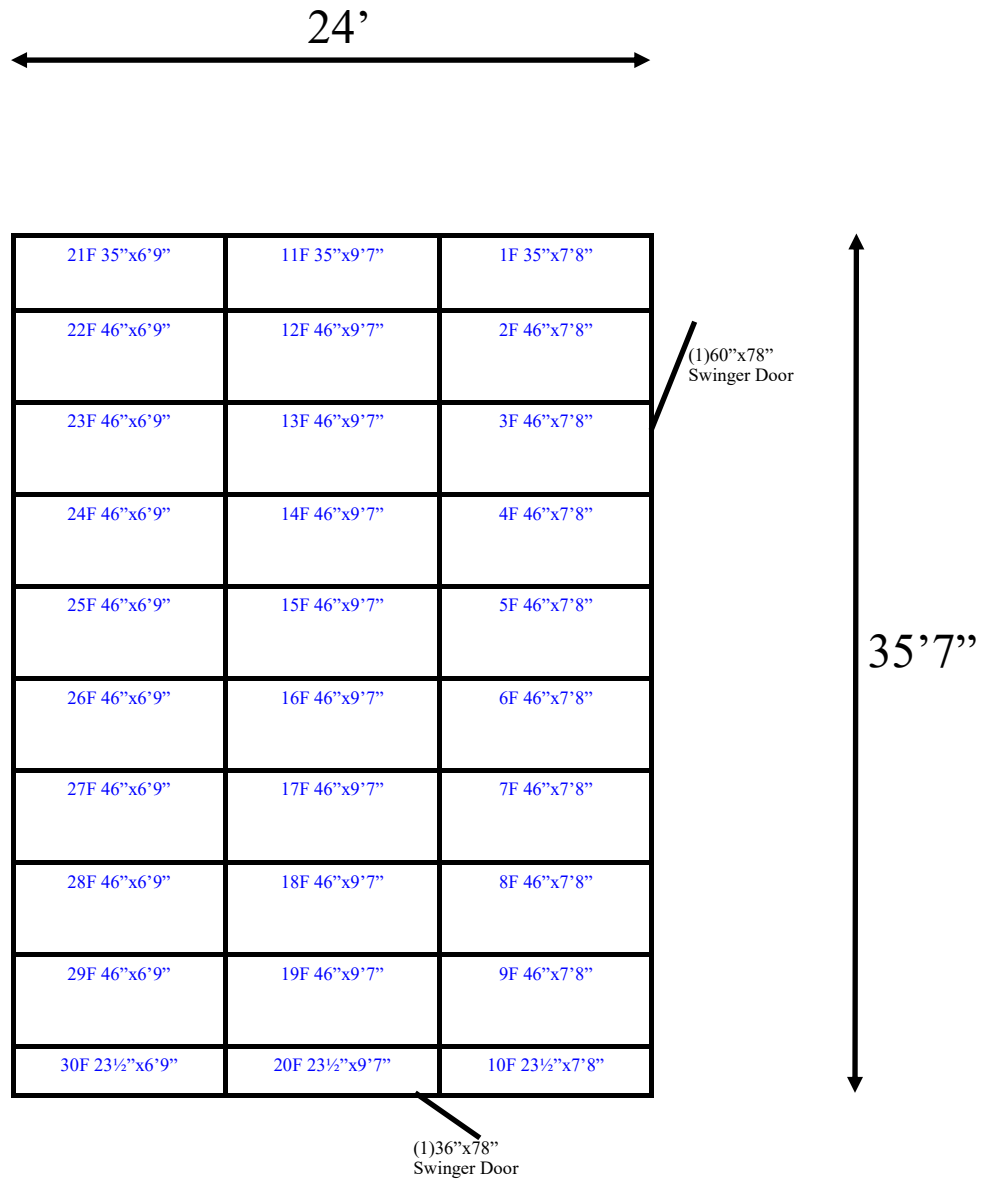 24’
21F 35”x6’9”
11F 35”x9’7”
1F 35”x7’8”
22F 46”x6’9”
12F 46”x9’7”
2F 46”x7’8”
(1)60”x78”
Swinger Door
23F 46”x6’9”
13F 46”x9’7”
3F 46”x7’8”
24F 46”x6’9”
14F 46”x9’7”
4F 46”x7’8”
25F 46”x6’9”
15F 46”x9’7”
5F 46”x7’8”
35’7”
26F 46”x6’9”
16F 46”x9’7”
6F 46”x7’8”
27F 46”x6’9”
17F 46”x9’7”
7F 46”x7’8”
28F 46”x6’9”
18F 46”x9’7”
8F 46”x7’8”
29F 46”x6’9”
19F 46”x9’7”
9F 46”x7’8”
30F 23½”x6’9”
20F 23½”x9’7”
10F 23½”x7’8”
(1)36”x78”
Swinger Door